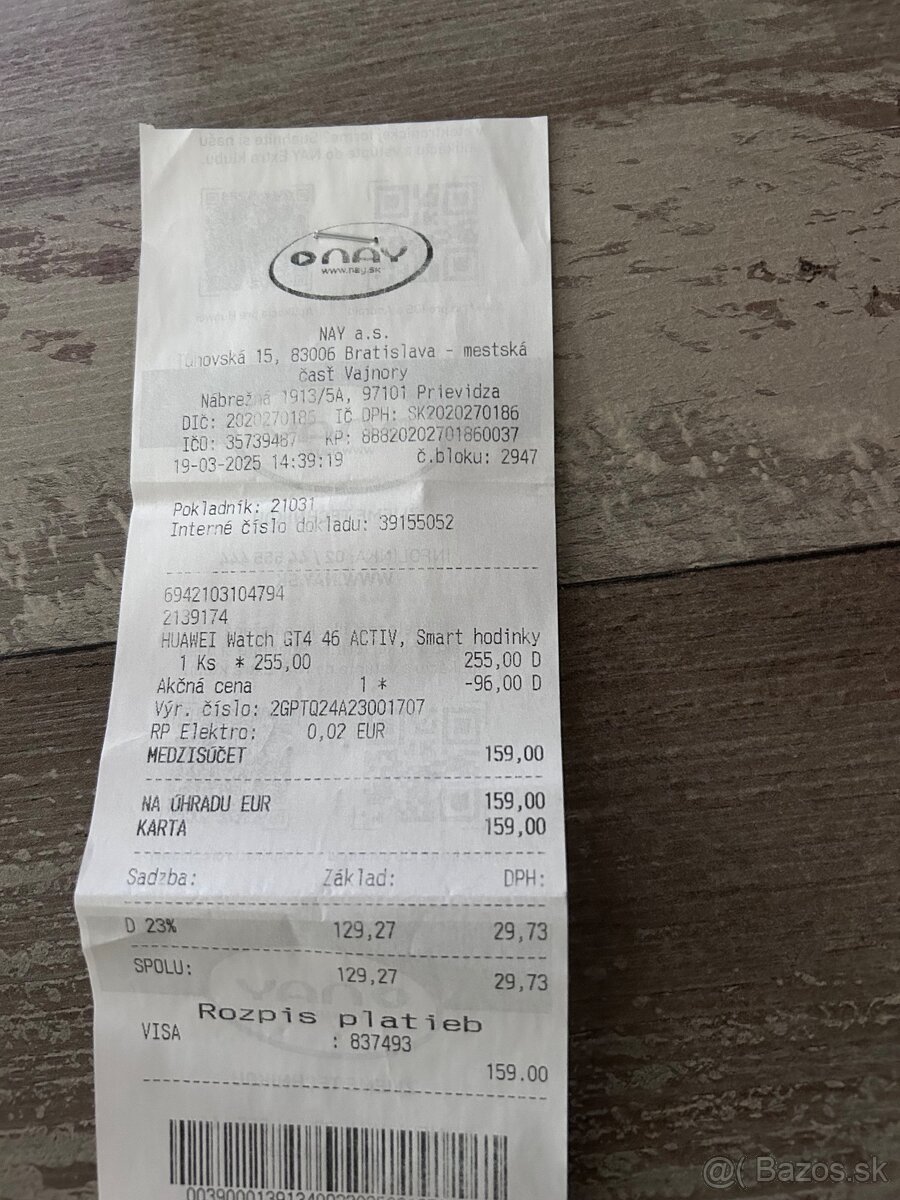 NAY
www.nay.sk
NAY a.s.
15, 83006 Bratislava - mestská
časť Vajnory
Nábrežná 1913/5A, 97101 Prievidza
DIČ: 2020270186 IČ DPH: SK2020270186
IČO: 35739487 KP: 88820202701860037
19-03-2025 14:39:19 č.bloku: 2947
Pokladník: 21031
Interné číslo dokladu: 39155052
6942103104794
2139174
HUAWEI Watch GT4 46 ACTIV, Smart hodinky
1 Ks * 255,00 255,00 D
Akčná cena 1 * -96,00 D
Výr. číslo: 2GPTQ24A23001707
RP Elektro: 0,02 EUR
MEDZISÚČET 159,00
NA ÚHRADU EUR 159,00
KARTA 159,00
Sadzba: Základ: DPH:
D 23% 129,27 29,73
SPOLU: 129,27 29,73
Rozpis platieb
VISA : 837493
159.00
@( Bazos.sk